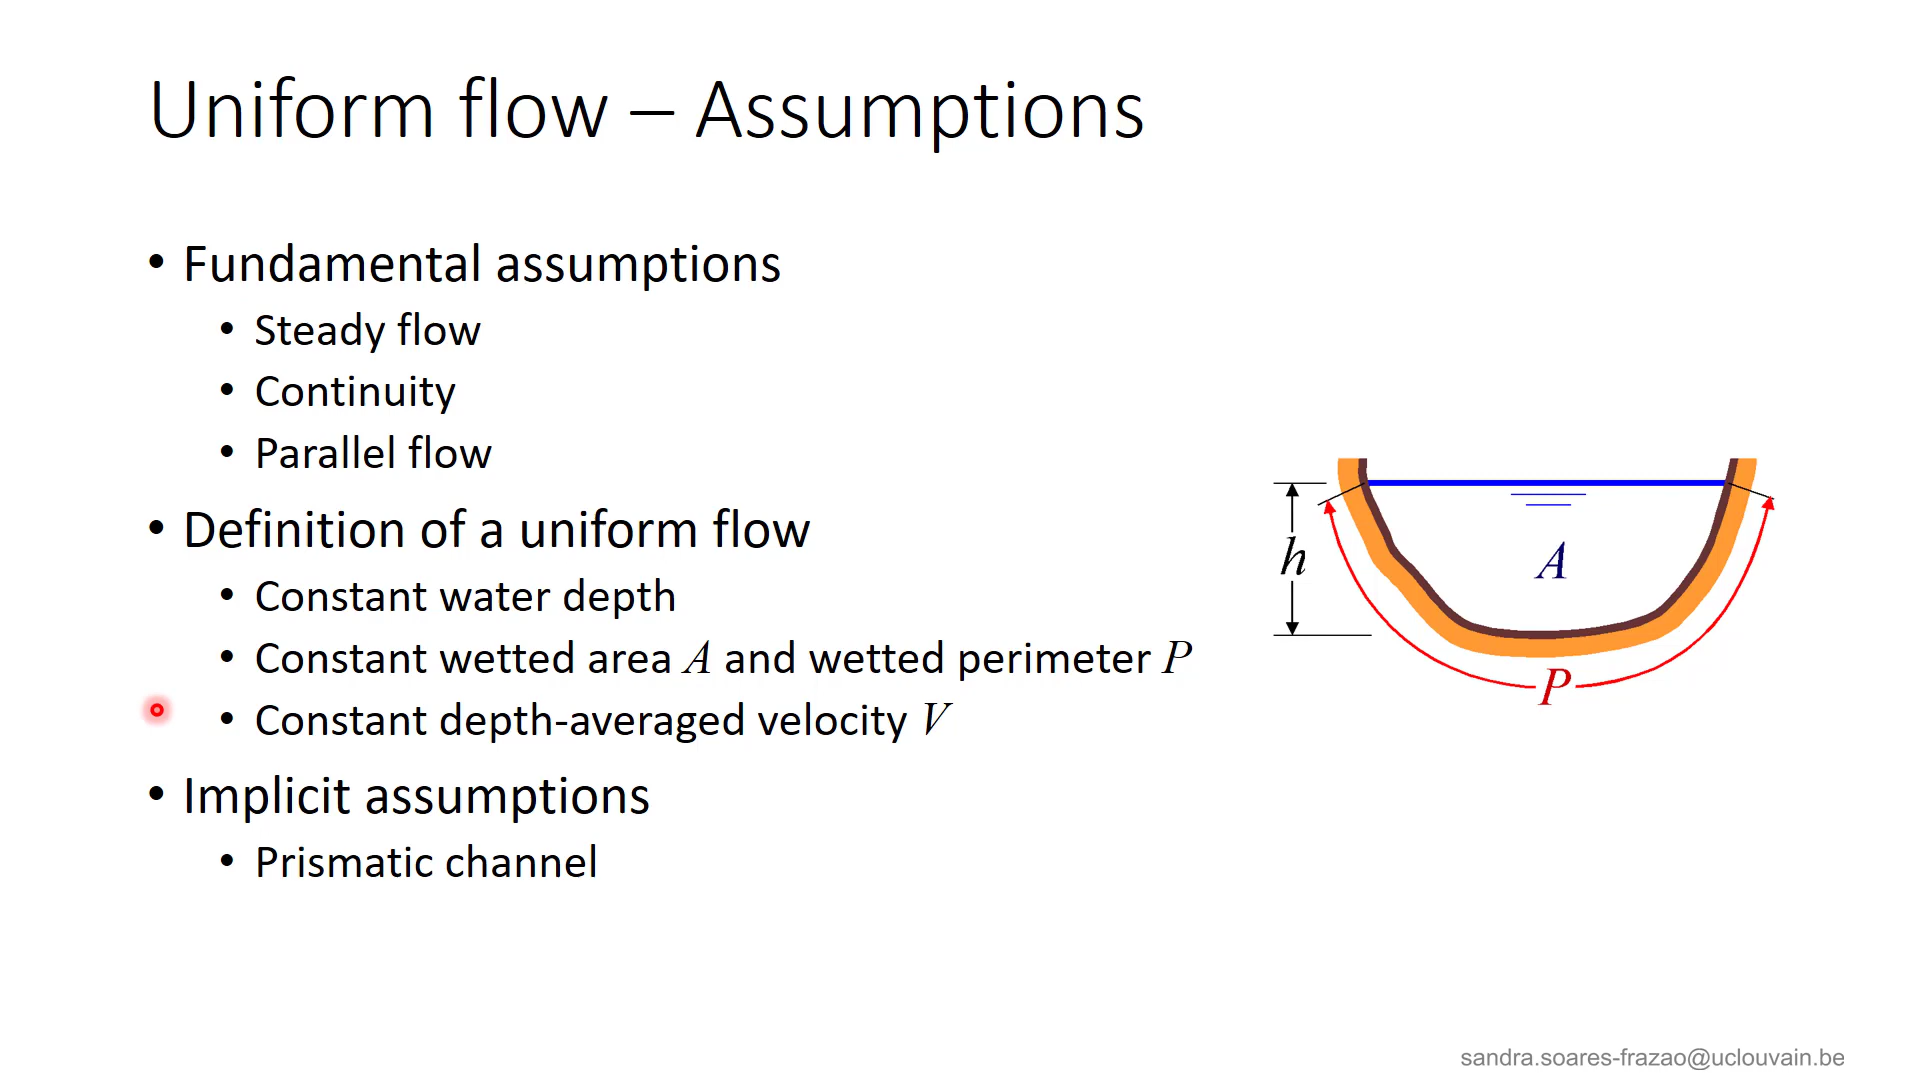 Uniform flow – Assumptions
• Fundamental assumptions
• Steady flow
• Continuity
• Parallel flow
• Definition of a uniform flow
• Constant water depth
• Constant wetted area A and wetted perimeter P
• Constant depth-averaged velocity V
• Implicit assumptions
• Prismatic channel
h
A
P
sandra.soares-frazao@uclouvain.be